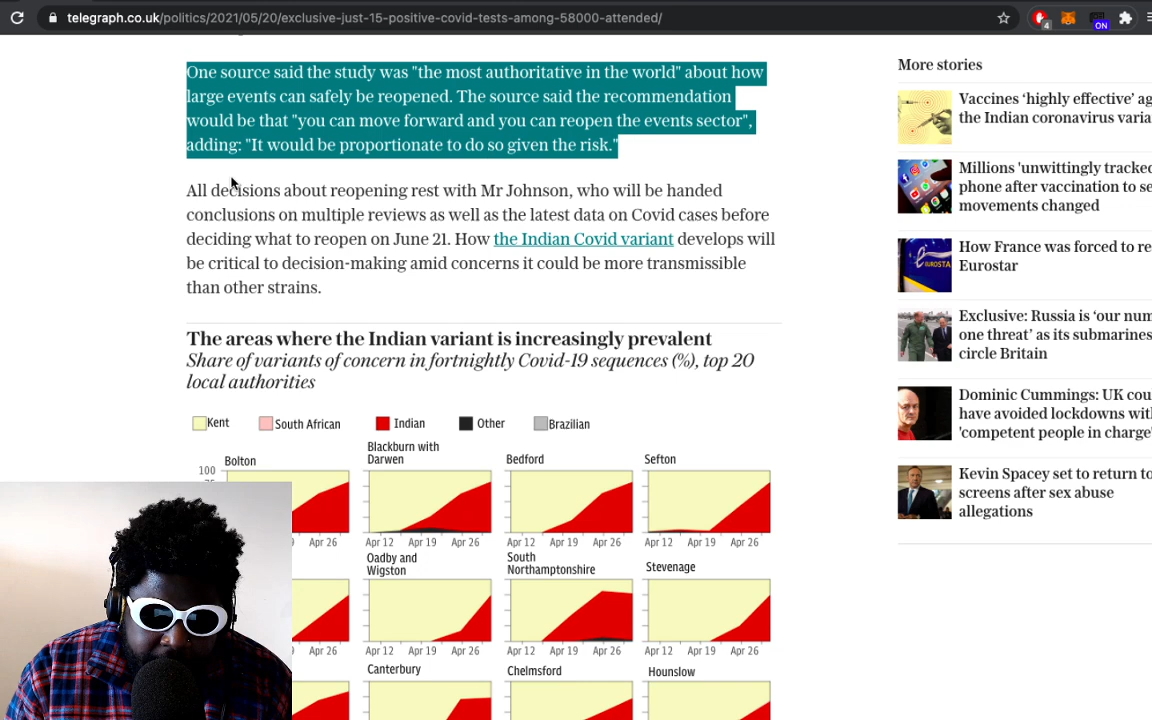 telegraph.co.uk/politics/2021/05/20/exclusive-just-15-positive-covid-tests-among-58000-attended/
4
ON
One source said the study was "the most authoritative in the world" about how
large events can safely be reopened. The source said the recommendation
would be that "you can move forward and you can reopen the events sector",
adding: "It would be proportionate to do so given the risk."
All decisions about reopening rest with Mr Johnson, who will be handed
conclusions on multiple reviews as well as the latest data on Covid cases before
deciding what to reopen on June 21. How the Indian Covid variant develops will
be critical to decision-making amid concerns it could be more transmissible
than other strains.
The areas where the Indian variant is increasingly prevalent
Share of variants of concern in fortnightly Covid-19 sequences (%), top 20
local authorities
Kent South African Indian Other Brazilian
Bolton
Blackburn with
Darwen
Bedford
Sefton
100
Apr 26
Apr 12 Apr 19 Apr 26
Apr 12 Apr 19 Apr 26
Apr 12 Apr 19 Apr 26
Oadby and
Wigston
South
Northamptonshire
Stevenage
Apr 26
Apr 12 Apr 19 Apr 26
Apr 12 Apr 19 Apr 26
Apr 12 Apr 19 Apr 26
Canterbury
Chelmsford
Hounslow
More stories
Vaccines ‘highly effective’ ag
the Indian coronavirus varia
Millions 'unwittingly tracked
phone after vaccination to se
movements changed
How France was forced to re
Eurostar
EUROSTA
Exclusive: Russia is ‘our num
one threat’ as its submarines
circle Britain
Dominic Cummings: UK cou
have avoided lockdowns wit
'competent people in charge'
Kevin Spacey set to return to
screens after sex abuse
allegations